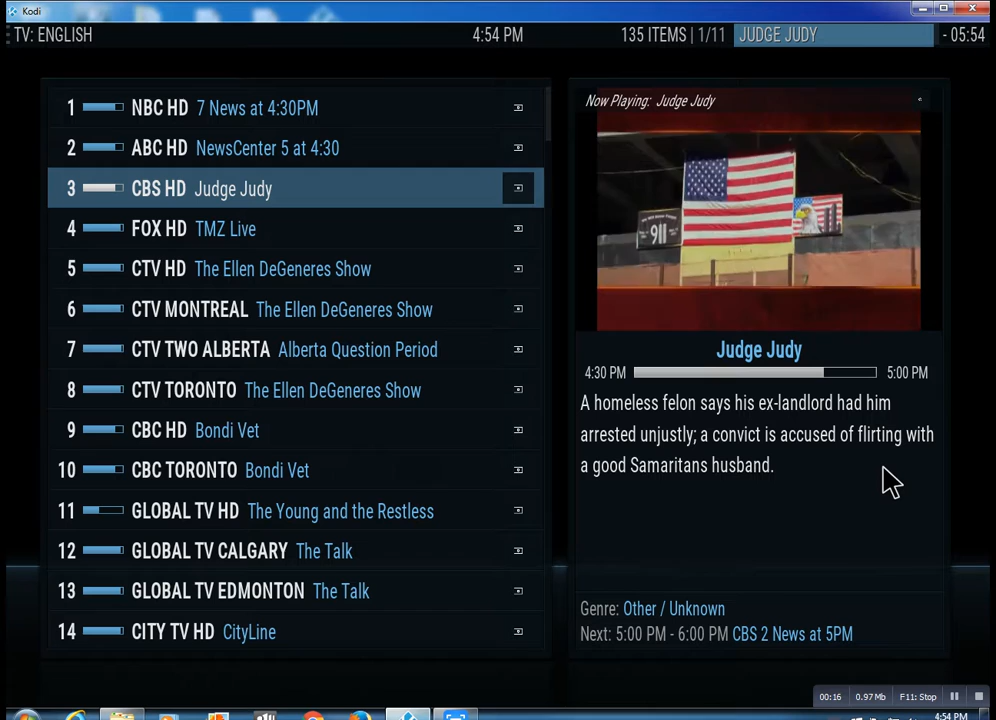 Kodi
TV: ENGLISH 4:54 PM 135 ITEMS | 1/11 JUDGE JUDY - 05:54
1 NBC HD 7 News at 4:30PM
2 ABC HD NewsCenter 5 at 4:30
3 CBS HD Judge Judy
4 FOX HD TMZ Live
5 CTV HD The Ellen DeGeneres Show
6 CTV MONTREAL The Ellen DeGeneres Show
7 CTV TWO ALBERTA Alberta Question Period
8 CTV TORONTO The Ellen DeGeneres Show
9 CBC HD Bondi Vet
10 CBC TORONTO Bondi Vet
11 GLOBAL TV HD The Young and the Restless
12 GLOBAL TV CALGARY The Talk
13 GLOBAL TV EDMONTON The Talk
14 CITY TV HD CityLine
Now Playing: Judge Judy
911
Judge Judy
4:30 PM 5:00 PM
A homeless felon says his ex-landlord had him
arrested unjustly; a convict is accused of flirting with
a good Samaritans husband.
Genre: Other / Unknown
Next: 5:00 PM - 6:00 PM CBS 2 News at 5PM
00:16 0.97 Mb F11: Stop
4:54 PM